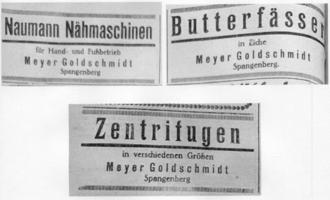 Naumann Nähmaschinen
für Hand- und Fußbetrieb
Meyer Goldschmidt
Spangenberg
Butterfässer
in Eiche
Meyer Goldschmidt
Spangenberg.
Zentrifugen
in verschiedenen Größen
Meyer Goldschmidt
Spangenberg